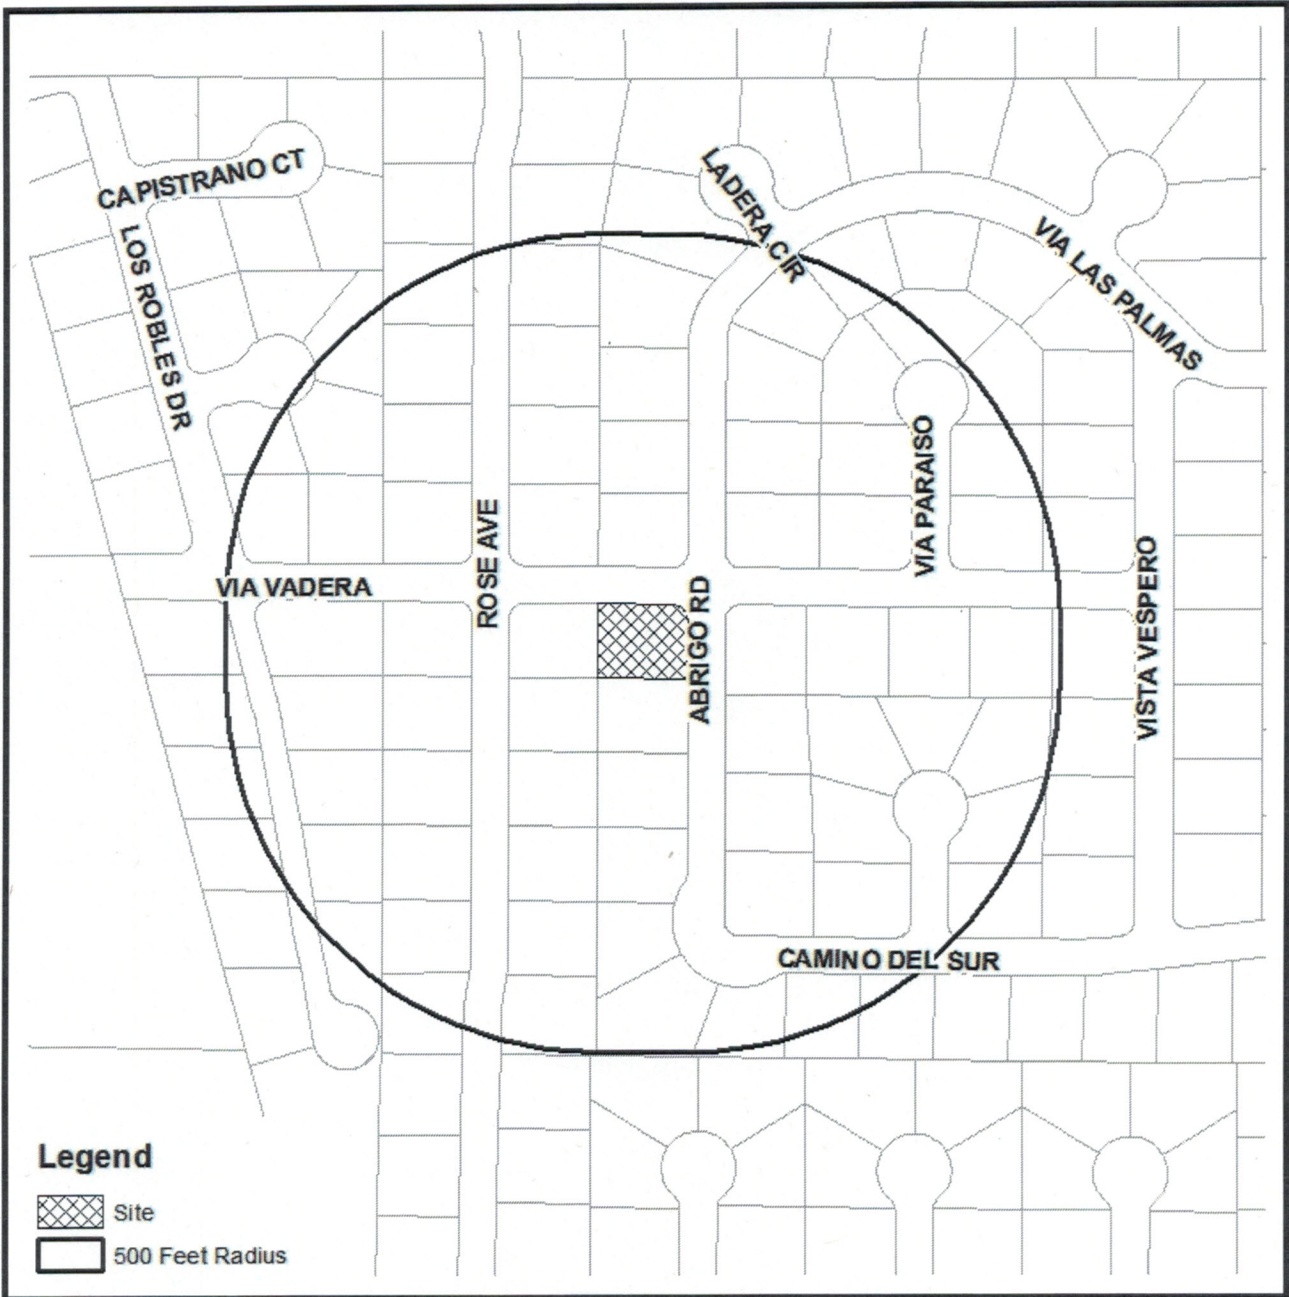 CAPISTRANO CT
LADERA CIR
VIA LAS PALMAS
LOS ROBLES DR
VIA PARAISO
ROSE AVE
VIA VADERA
ABRIGO RD
VISTA VESPERO
CAMINO DEL SUR
Legend
Site
500 Feet Radius